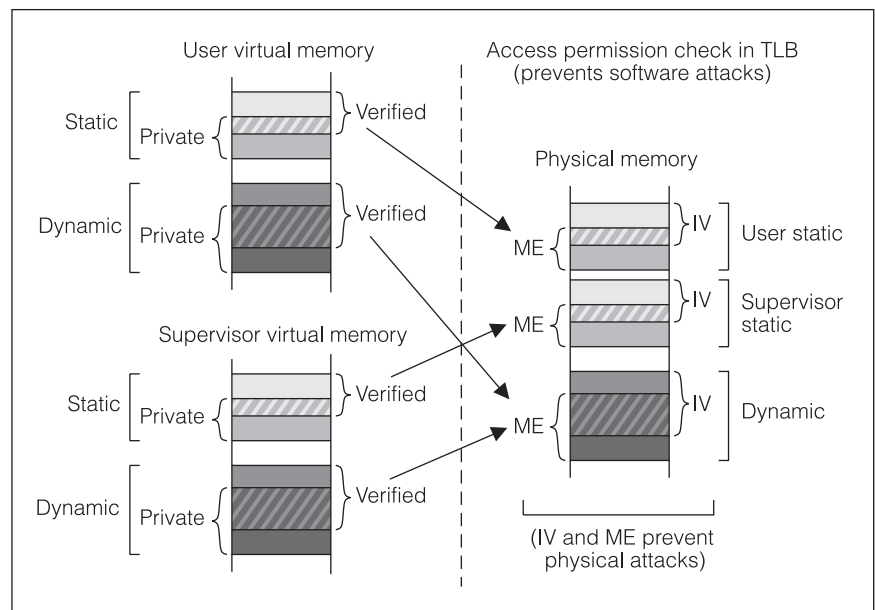 User virtual memory
Static
Private
Verified
Dynamic
Private
Verified
Supervisor virtual memory
Static
Private
Verified
Dynamic
Private
Verified
Access permission check in TLB
(prevents software attacks)
Physical memory
ME
IV
User static
ME
IV
Supervisor
static
ME
IV
Dynamic
(IV and ME prevent
physical attacks)